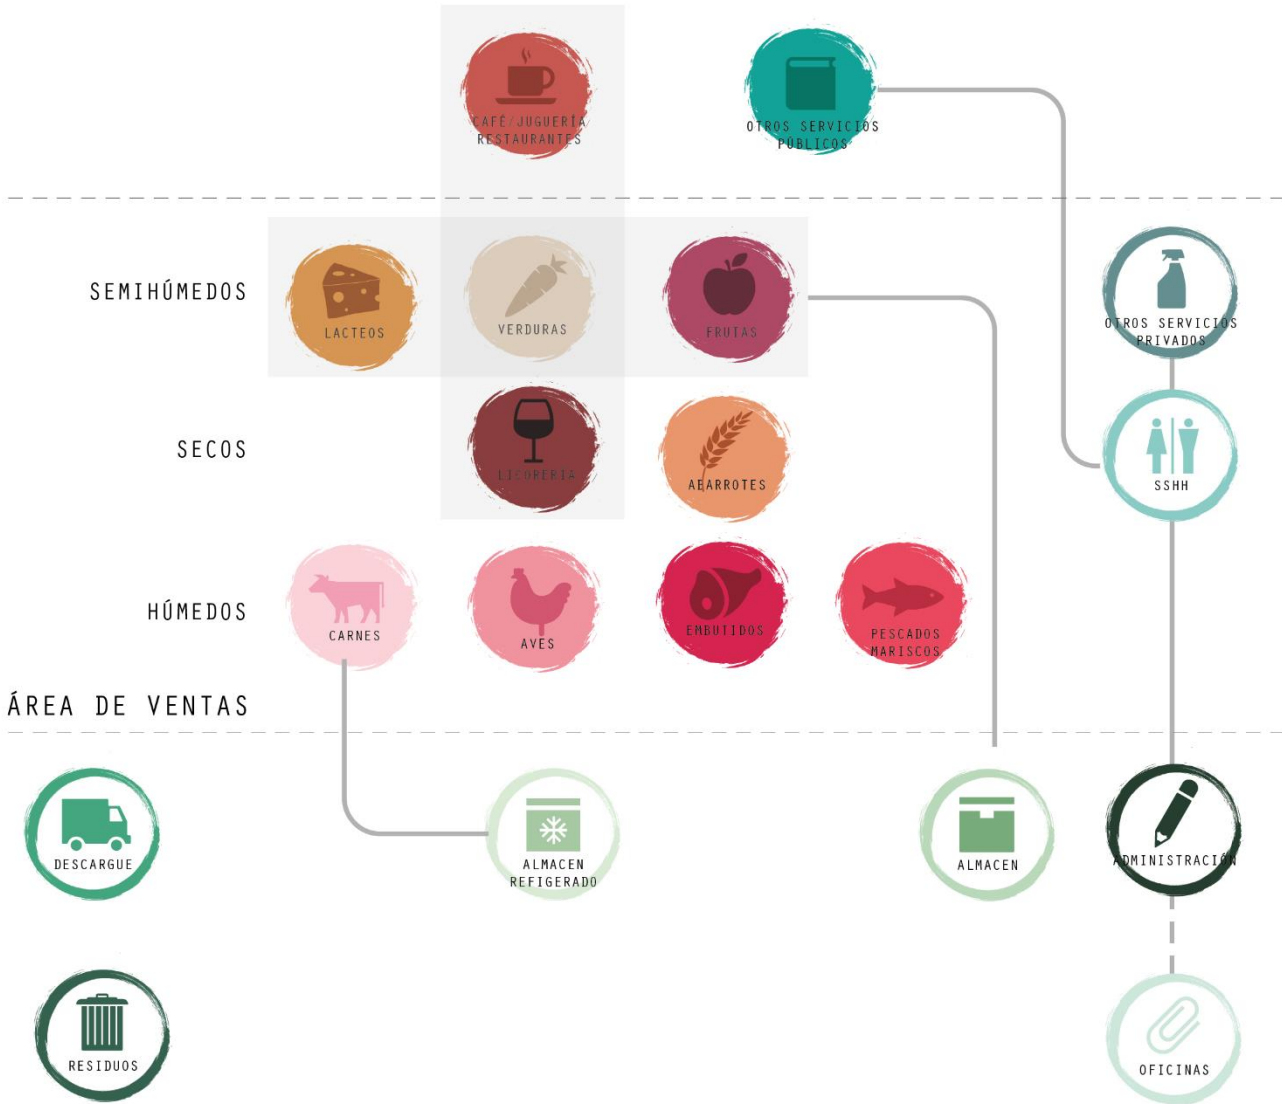 CAFÉ/JUGUERÍA
RESTAURANTES
OTROS SERVICIOS
PÚBLICOS
SEMIHÚMEDOS
LACTEOS
VERDURAS
FRUTAS
OTROS SERVICIOS
PRIVADOS
SECOS
LICORERIA
ABARROTES
SSHH
HÚMEDOS
CARNES
AVES
EMBUTIDOS
PESCADOS
MARISCOS
ÁREA DE VENTAS
DESCARGUE
ALMACEN
REFIGERADO
ALMACEN
ADMINISTRACIÓN
RESIDUOS
OFICINAS